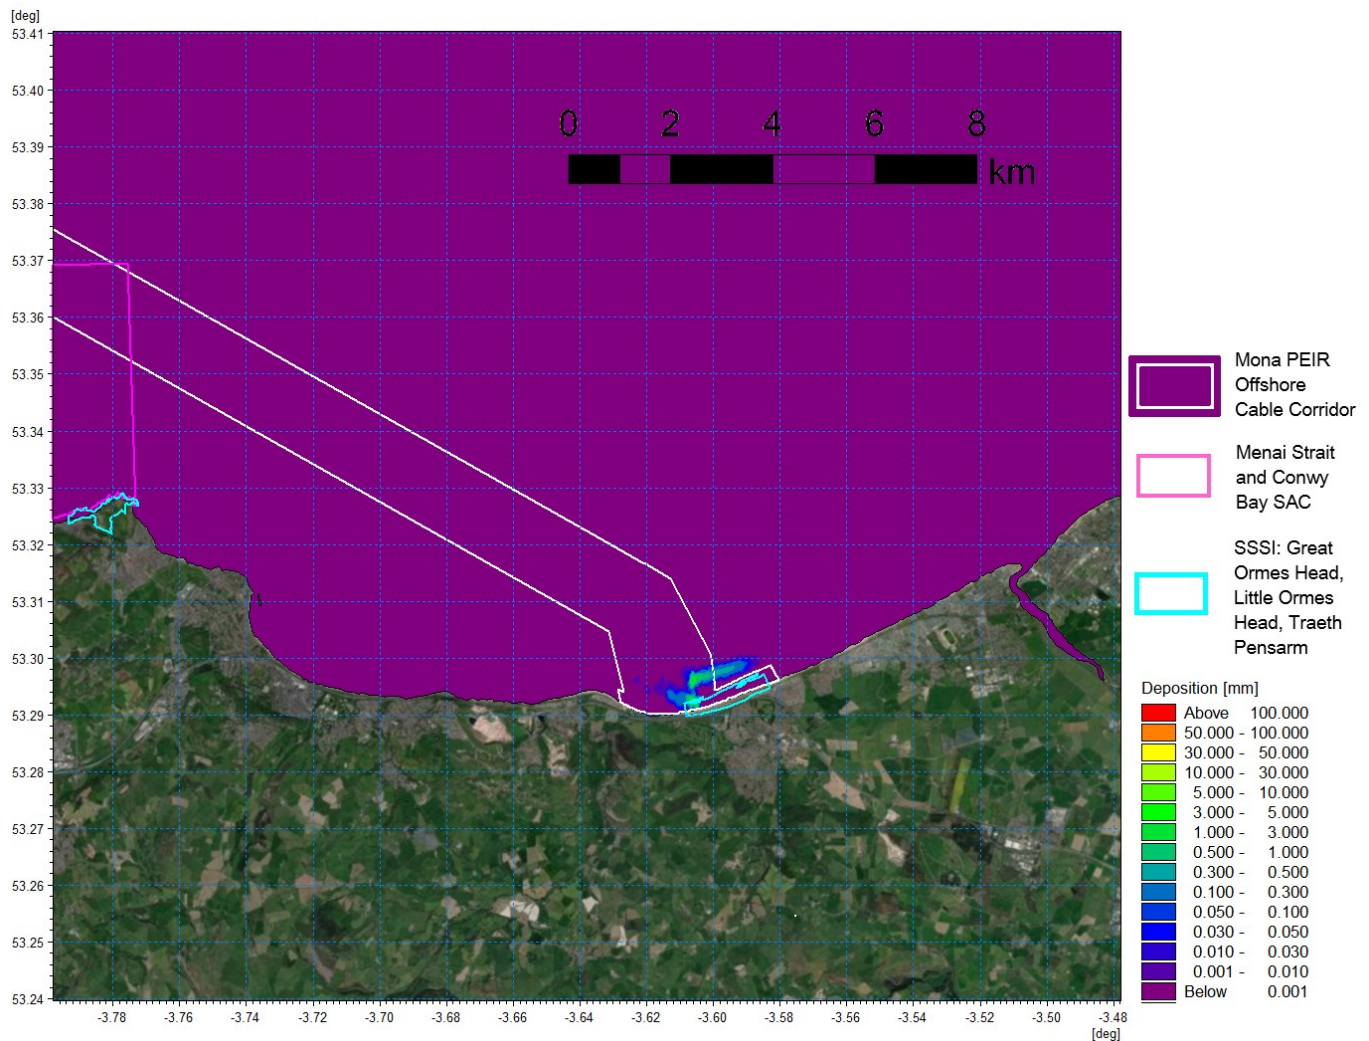 [deg]
53.41
53.40
53.39
53.38
53.37
53.36
53.35
53.34
53.33
53.32
53.31
53.30
53.29
53.28
53.27
53.26
53.25
53.24
0 2 4 6 8
km
-3.78 -3.76 -3.74 -3.72 -3.70 -3.68 -3.66 -3.64 -3.62 -3.60 -3.58 -3.56 -3.54 -3.52 -3.50 -3.48
[deg]
Mona PEIR
Offshore
Cable Corridor
Menai Strait
and Conwy
Bay SAC
SSSI: Great
Ormes Head,
Little Ormes
Head, Traeth
Pensarm
Deposition [mm]
Above 100.000
50.000 - 100.000
30.000 - 50.000
10.000 - 30.000
5.000 - 10.000
3.000 - 5.000
1.000 - 3.000
0.500 - 1.000
0.300 - 0.500
0.100 - 0.300
0.050 - 0.100
0.030 - 0.050
0.010 - 0.030
0.001 - 0.010
Below 0.001